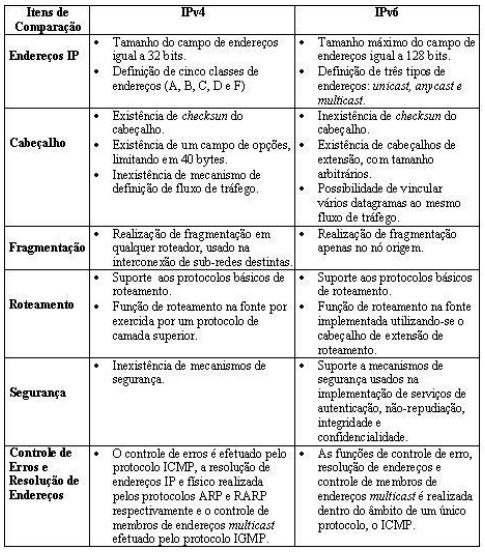 Itens de
Comparação
IPv4
IPv6
Endereços IP
• Tamanho do campo de endereços
igual a 32 bits.
• Definição de cinco classes de
endereços (A, B, C, D e F)
• Tamanho máximo do campo de
endereços igual a 128 bits.
• Definição de três tipos de
endereços: unicast, anycast e
multicast.
Cabeçalho
• Existência de checksun do
cabeçalho.
• Existência de um campo de opções,
limitando em 40 bytes.
• Inexistência de mecanismo de
definição de fluxo de tráfego.
• Inexistência de checksun do
cabeçalho.
• Existência de cabeçalhos de
extensão, com tamanho
arbitrários.
• Possibilidade de vincular
vários datagramas ao mesmo
fluxo de tráfego.
Fragmentação
• Realização de fragmentação em
qualquer roteador, usado na
interconexão de sub-redes destintas.
• Realização de fragmentação
apenas no nó origem.
Roteamento
• Suporte aos protocolos básicos de
roteamento.
• Função de roteamento na fonte por
exercida por um protocolo de
camada superior.
• Suporte aos protocolos básicos
de roteamento.
• Função de roteamento na fonte
implementada utilizando-se o
cabeçalho de extensão de
roteamento.
Segurança
• Inexistência de mecanismos de
segurança.
• Suporte a mecanismos de
segurança usados na
implementação de serviços de
autenticação, não-repudiação,
integridade e
confidencialidade.
Controle de
Erros e
Resolução de
Endereços
• O controle de erros é efetuado pelo
protocolo ICMP, a resolução de
endereços IP e físico realizada
pelos protocolos ARP e RARP
respectivamente e o controle de
membros de endereços multicast
efetuado pelo protocolo IGMP.
• As funções de controle de erro,
resolução de endereços e
controle de membros de
endereços multicast é realizada
dentro do âmbito de um único
protocolo, o ICMP.